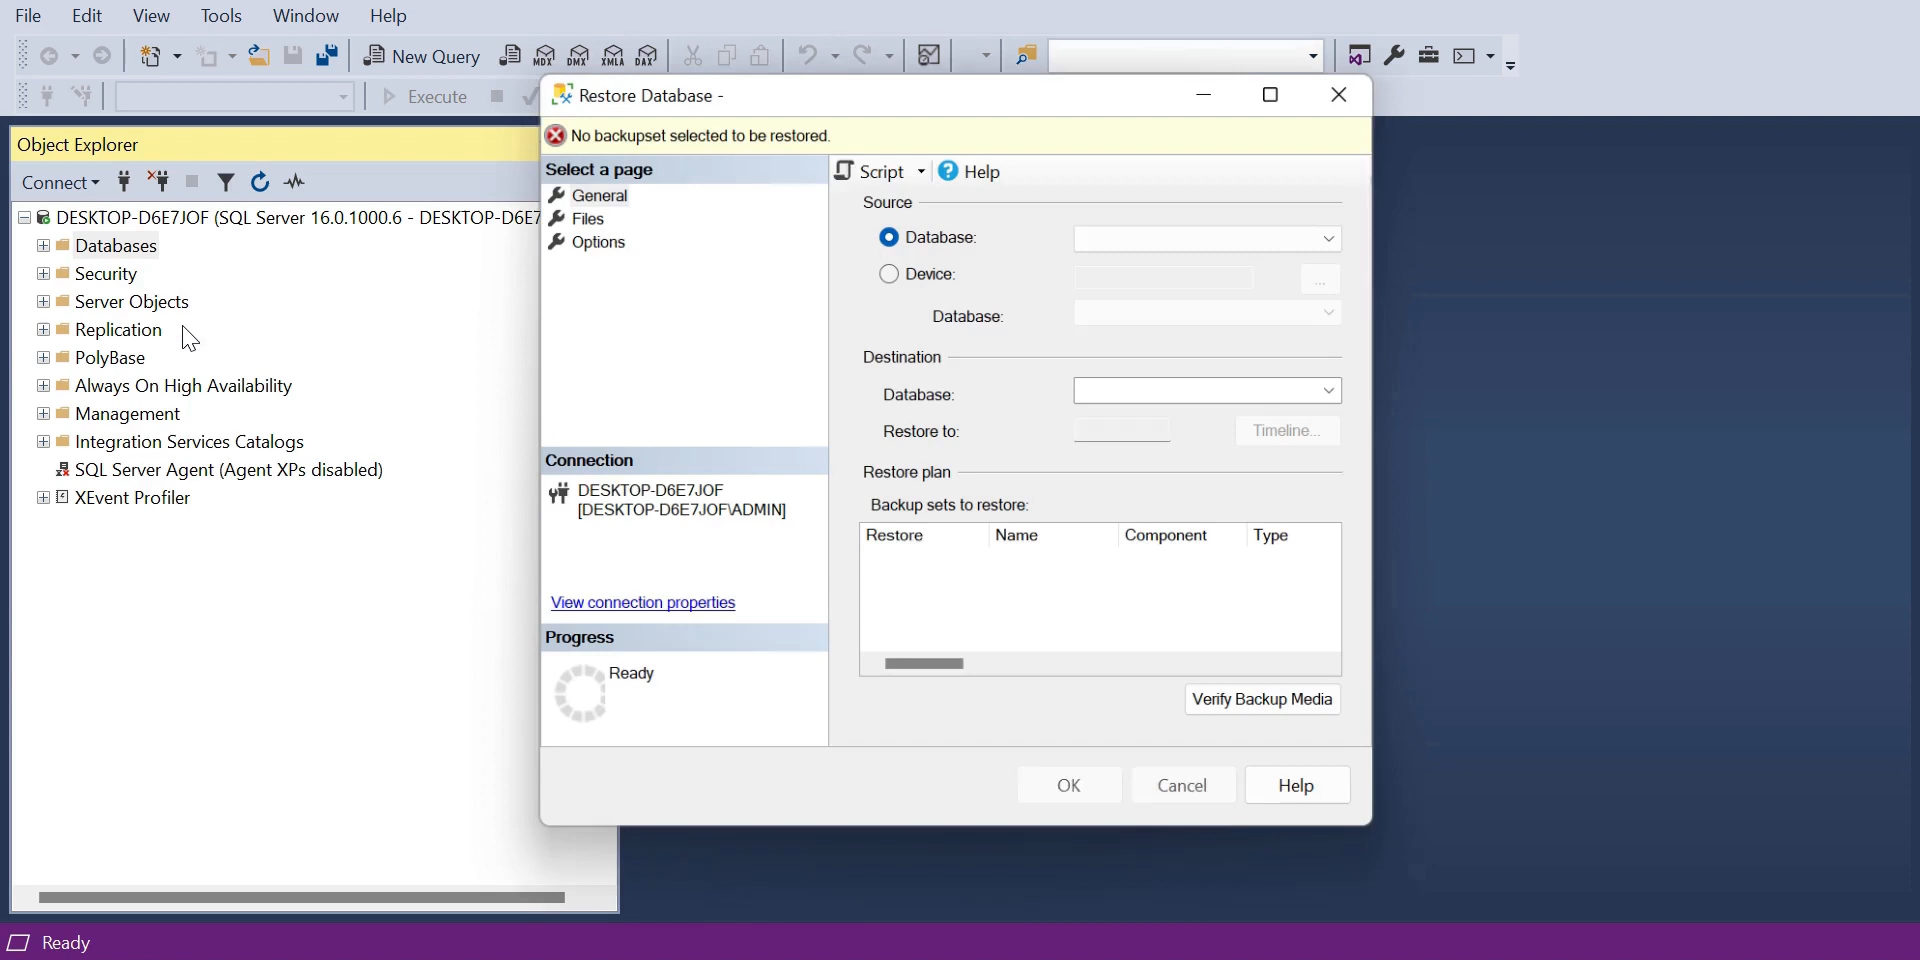 File Edit View Tools Window Help
New Query MDX DMX XMLA DAX
Execute
Restore Database -
No backupset selected to be restored.
Object Explorer
Connect
DESKTOP-D6E7JOF (SQL Server 16.0.1000.6 - DESKTOP-D6E7
Databases
Security
Server Objects
Replication
PolyBase
Always On High Availability
Management
Integration Services Catalogs
SQL Server Agent (Agent XPs disabled)
XEvent Profiler
Select a page
General
Files
Options
Connection
DESKTOP-D6E7JOF
[DESKTOP-D6E7JOF\ADMIN]
View connection properties
Progress
Ready
Script Help
Source
Database:
Device: ...
Database:
Destination
Database:
Restore to: Timeline...
Restore plan
Backup sets to restore:
Restore Name Component Type
Verify Backup Media
OK Cancel Help
Ready